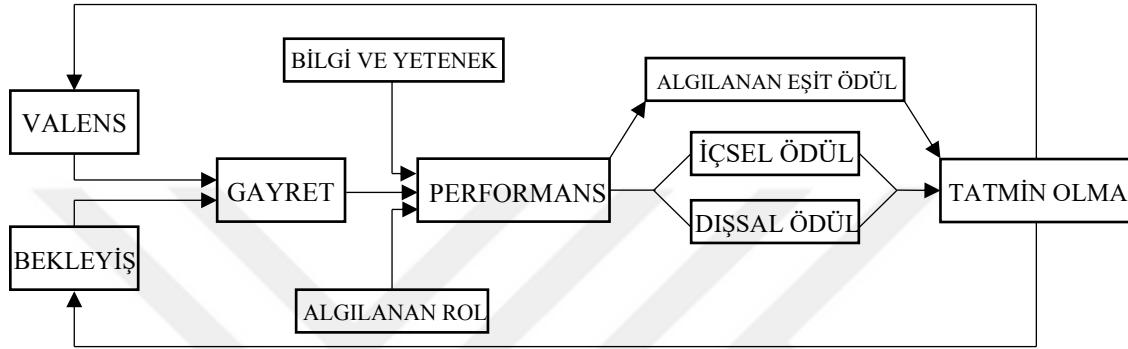 BİLGİ VE YETENEK
ALGILANAN EŞİT ÖDÜL
VALENS
İÇSEL ÖDÜL
GAYRET
PERFORMANS
TATMİN OLMA
DIŞSAL ÖDÜL
BEKLEYİŞ
ALGILANAN ROL